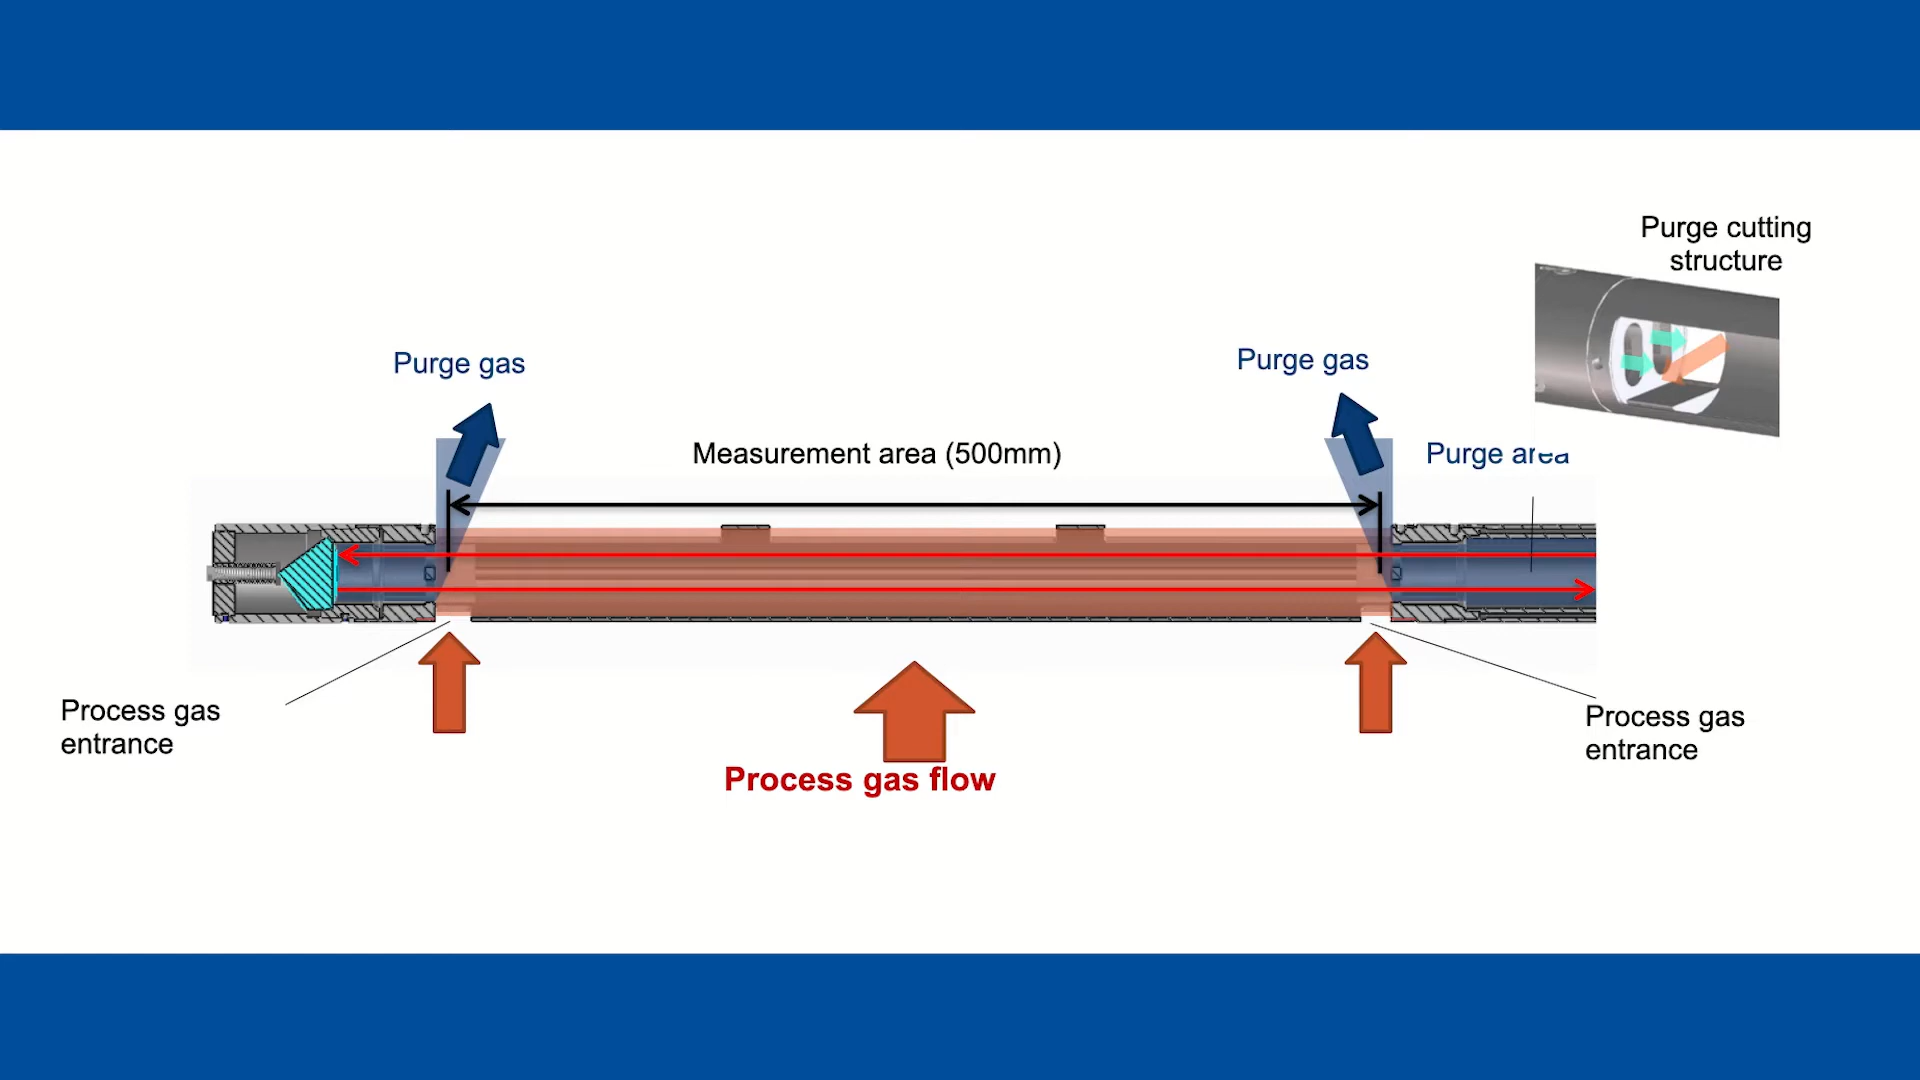 Purge cutting
structure
Purge gas
Purge gas
Measurement area (500mm)
Purge area
Process gas
entrance
Process gas
entrance
Process gas flow